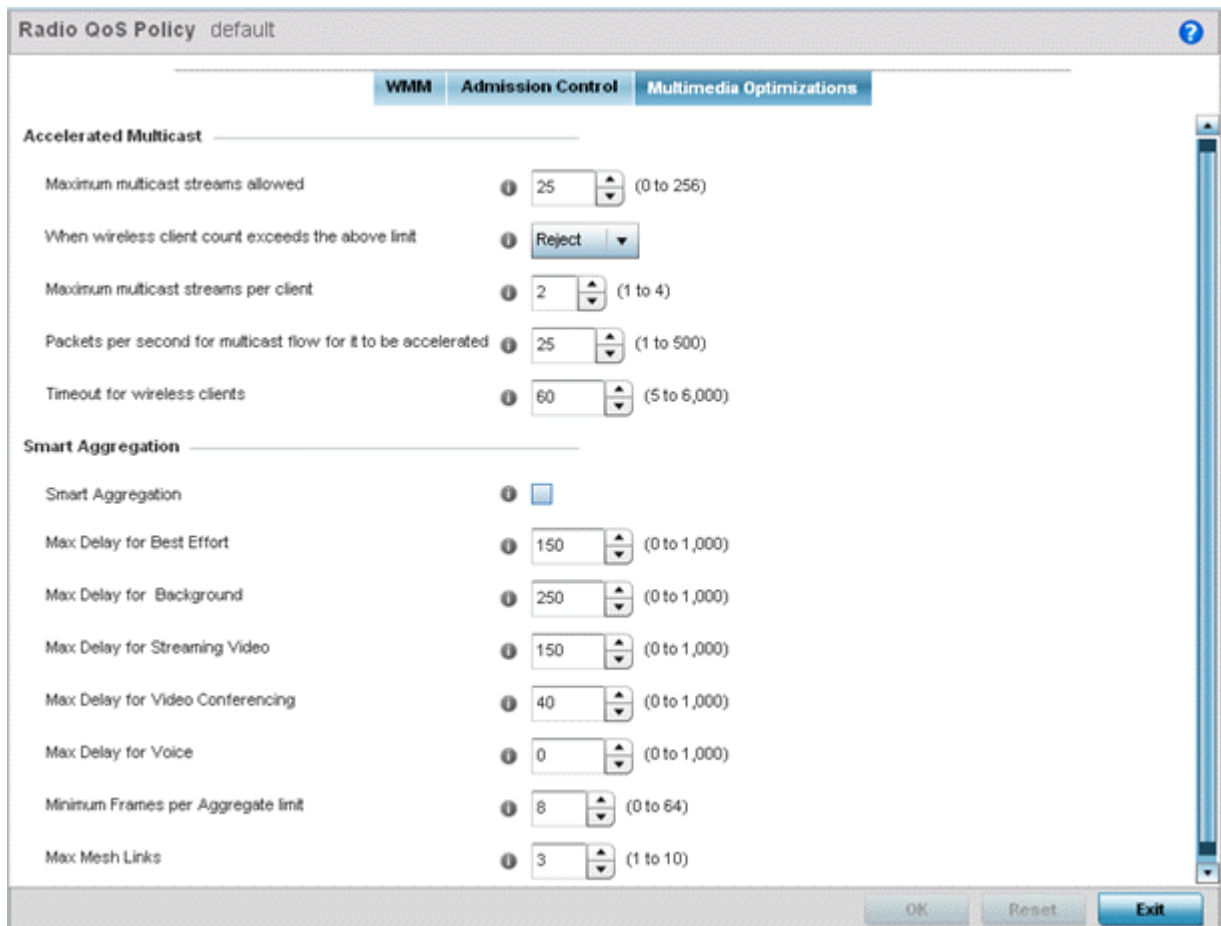 Radio QoS Policy default
WMM Admission Control Multimedia Optimizations
Accelerated Multicast
Maximum multicast streams allowed 25 (0 to 256)
When wireless client count exceeds the above limit Reject
Maximum multicast streams per client 2 (1 to 4)
Packets per second for multicast flow for it to be accelerated 25 (1 to 500)
Timeout for wireless clients 60 (5 to 6,000)
Smart Aggregation
Smart Aggregation
Max Delay for Best Effort 150 (0 to 1,000)
Max Delay for Background 250 (0 to 1,000)
Max Delay for Streaming Video 150 (0 to 1,000)
Max Delay for Video Conferencing 40 (0 to 1,000)
Max Delay for Voice 0 (0 to 1,000)
Minimum Frames per Aggregate limit 8 (0 to 64)
Max Mesh Links 3 (1 to 10)
OK Reset Exit